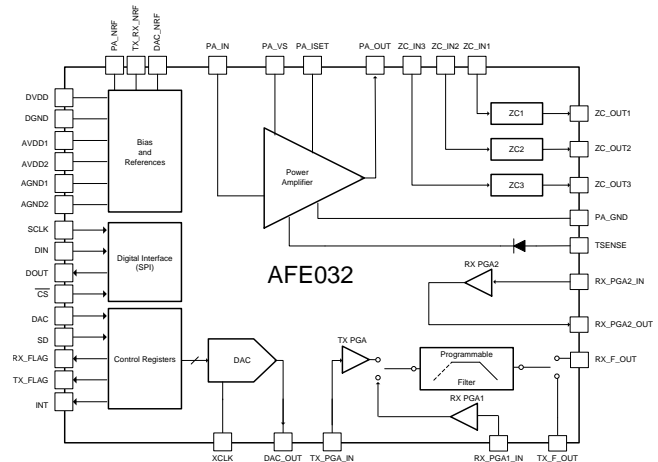 PA_NRF
TX_RX_NRF
DAC_NRF
PA_IN
PA_VS
PA_ISET
PA_OUT
ZC_IN3
ZC_IN2
ZC_IN1
DVDD
DGND
AVDD1
AVDD2
AGND1
AGND2
Bias
and
References
Power
Amplifier
ZC1
ZC2
ZC3
ZC_OUT1
ZC_OUT2
ZC_OUT3
PA_GND
TSENSE
SCLK
DIN
DOUT
CS
Digital Interface
(SPI)
AFE032
RX PGA2
RX_PGA2_IN
RX_PGA2_OUT
DAC
SD
RX_FLAG
TX_FLAG
INT
Control Registers
DAC
TX PGA
Programmable
Filter
RX PGA1
RX_F_OUT
XCLK
DAC_OUT
TX_PGA_IN
RX_PGA1_IN
TX_F_OUT